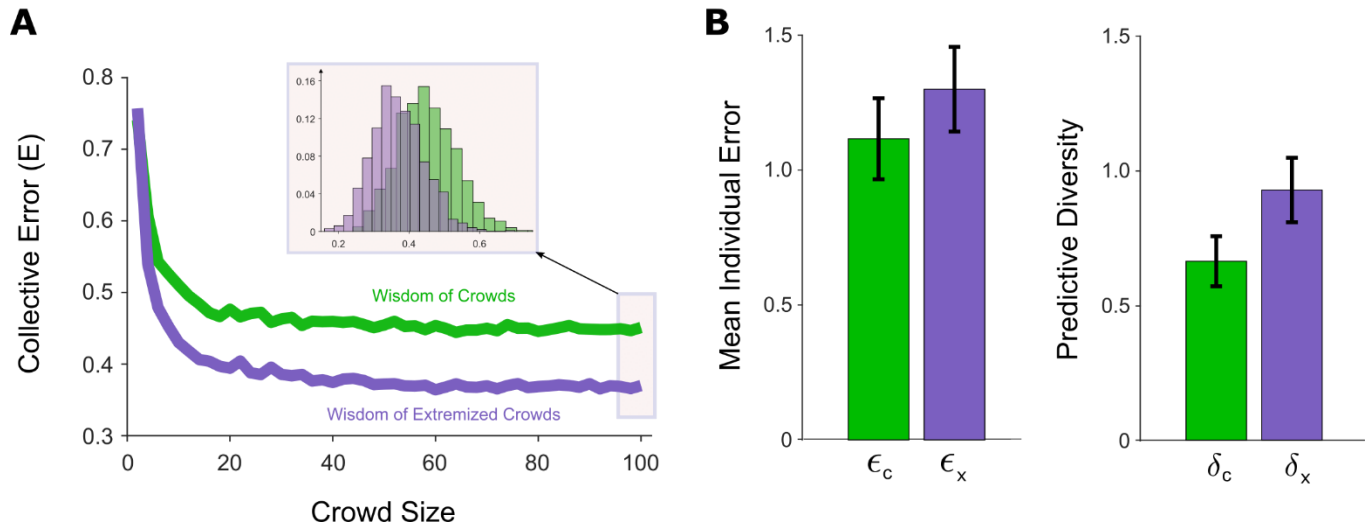 A
Collective Error (E)
0.8
0.7
0.6
0.5
0.4
0.3
0
20
40
60
80
100
Crowd Size
0.16
0.12
0.08
0.04
0
0.2
0.4
0.6
Wisdom of Crowds
Wisdom of Extremized Crowds
B
Mean Individual Error
1.5
1.0
0.5
0
ϵc
ϵx
Predictive Diversity
1.5
1.0
0.5
0
δc
δx